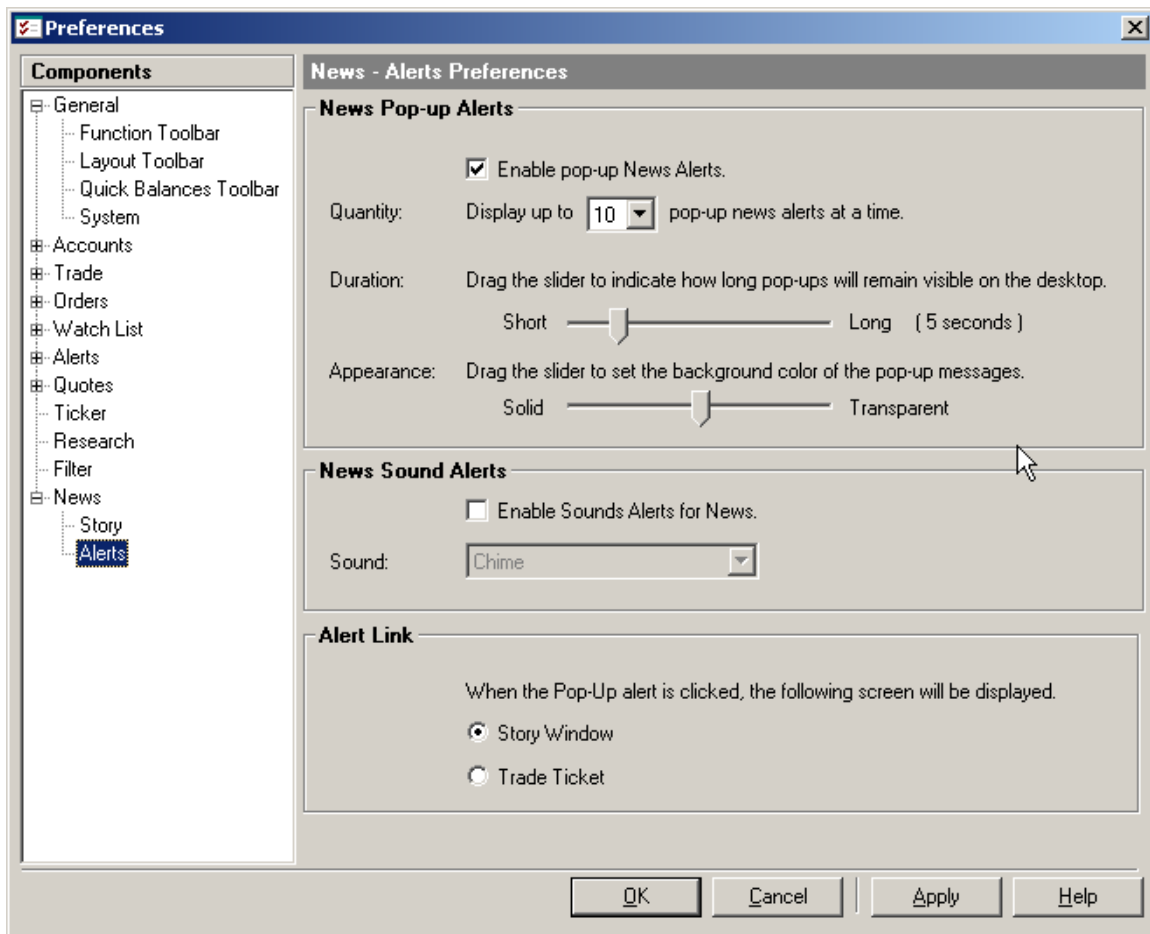 Preferences
Components
General
Function Toolbar
Layout Toolbar
Quick Balances Toolbar
System
Accounts
Trade
Orders
Watch List
Alerts
Quotes
Ticker
Research
Filter
News
Story
Alerts
News - Alerts Preferences
News Pop-up Alerts
Enable pop-up News Alerts.
Quantity: Display up to 10 pop-up news alerts at a time.
Duration: Drag the slider to indicate how long pop-ups will remain visible on the desktop.
Short Long ( 5 seconds )
Appearance: Drag the slider to set the background color of the pop-up messages.
Solid Transparent
News Sound Alerts
Enable Sounds Alerts for News.
Sound: Chime
Alert Link
When the Pop-Up alert is clicked, the following screen will be displayed.
Story Window
Trade Ticket
OK Cancel Apply Help